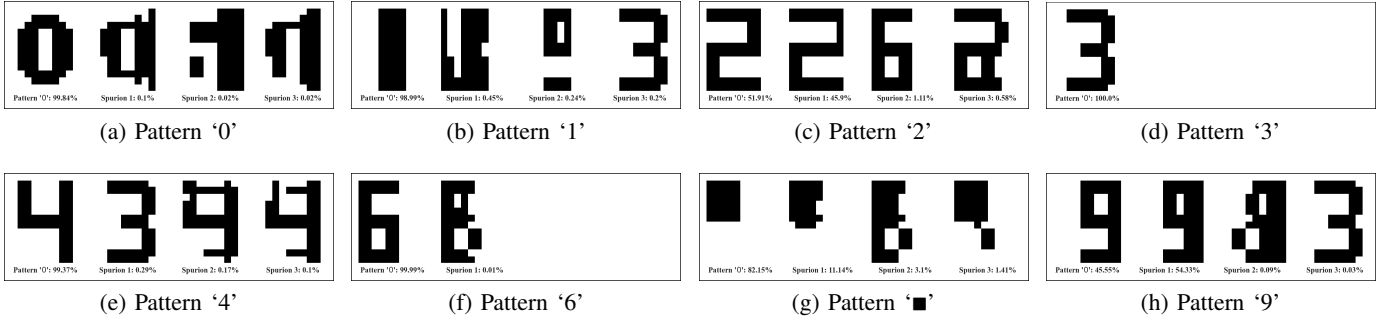 Pattern '0': 99.84% Spurion 1: 0.1% Spurion 2: 0.02% Spurion 3: 0.02%
(a) Pattern ‘0’
Pattern '0': 98.99% Spurion 1: 0.45% Spurion 2: 0.24% Spurion 3: 0.2%
(b) Pattern ‘1’
Pattern '0': 51.91% Spurion 1: 45.9% Spurion 2: 1.11% Spurion 3: 0.58%
(c) Pattern ‘2’
Pattern '0': 100.0%
(d) Pattern ‘3’
Pattern '0': 99.37% Spurion 1: 0.29% Spurion 2: 0.17% Spurion 3: 0.1%
(e) Pattern ‘4’
Pattern '0': 99.99% Spurion 1: 0.01%
(f) Pattern ‘6’
Pattern '0': 82.15% Spurion 1: 11.14% Spurion 2: 3.1% Spurion 3: 1.41%
(g) Pattern ‘■’
Pattern '0': 45.55% Spurion 1: 54.33% Spurion 2: 0.09% Spurion 3: 0.03%
(h) Pattern ‘9’